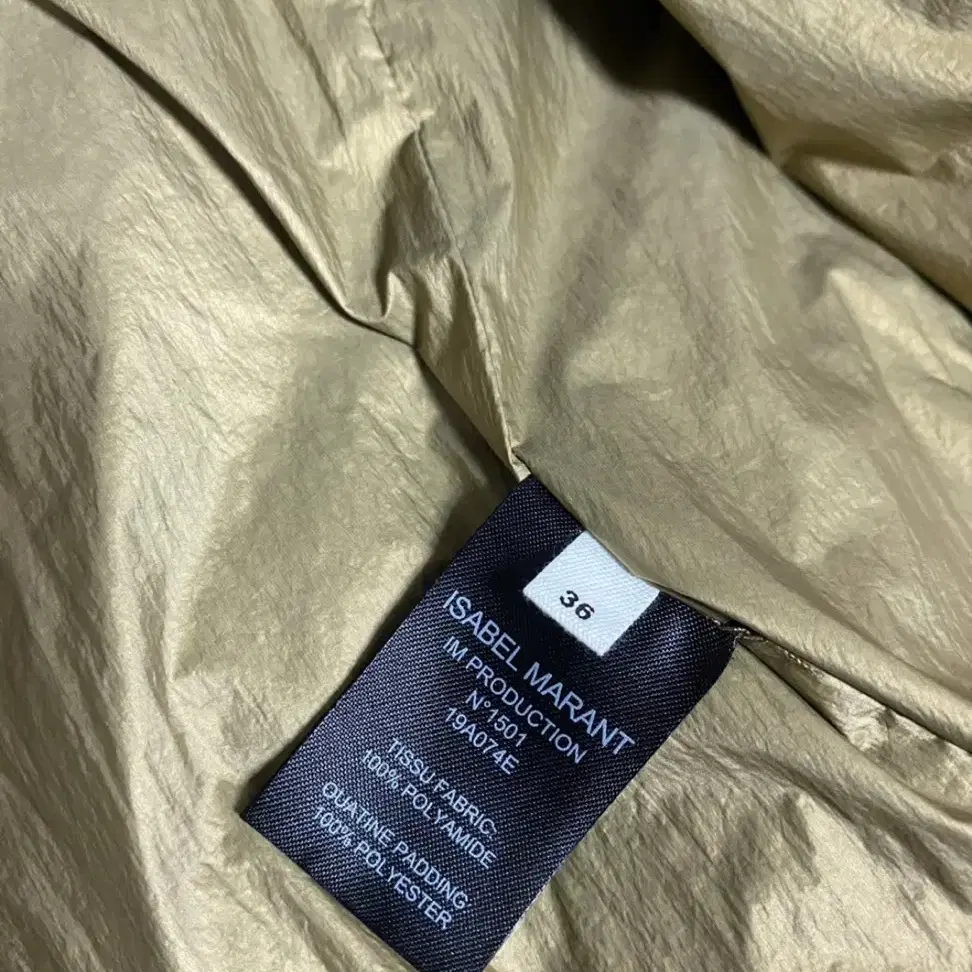 36
ISABEL MARANT
IM PRODUCTION
N°1501
19A074E
TISSU FABRIC:
100% POLYAMIDE
OUATINE PADDING:
100% POLYESTER